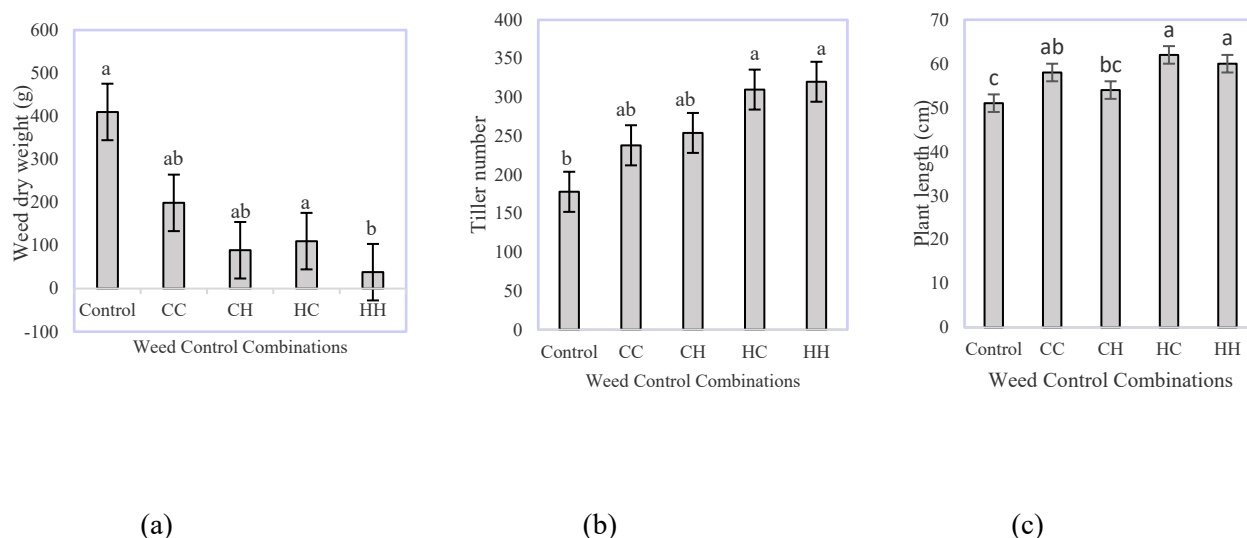 Weed dry weight (g)
600
500
400
300
200
100
0
-100
a
ab
ab
a
b
Control CC CH HC HH
Weed Control Combinations
Tiller number
400
350
300
250
200
150
100
50
0
b
ab
ab
a
a
Control CC CH HC HH
Weed Control Combinations
Plant length (cm)
70
60
50
40
30
20
10
0
c
ab
bc
a
a
Control CC CH HC HH
Weed Control Combinations
(a) (b) (c)